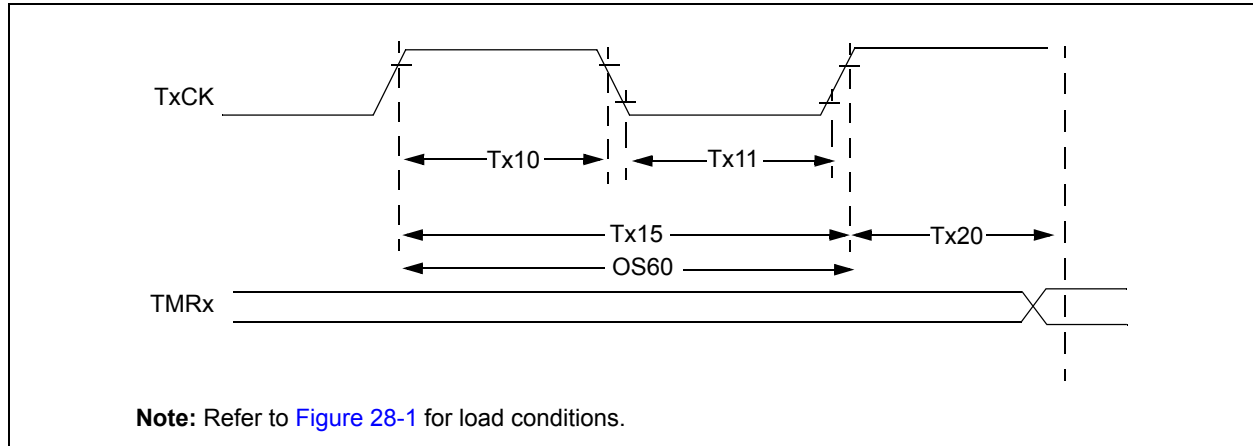 TxCK
Tx10
Tx11
Tx15
Tx20
OS60
TMRx
Note: Refer to Figure 28-1 for load conditions.